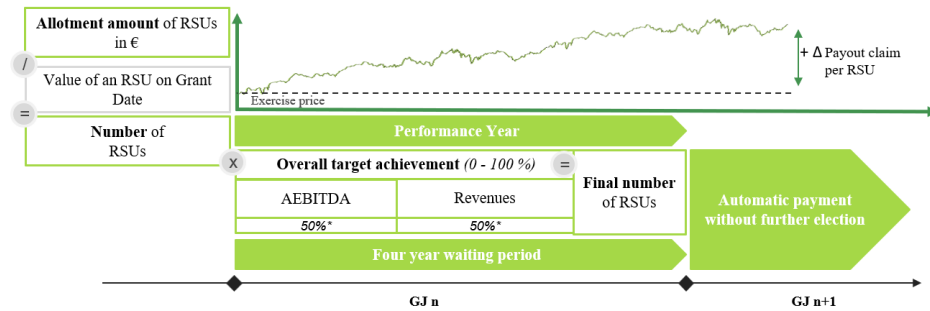 Allotment amount of RSUs
in €
/
Value of an RSU on Grant
Date
=
Number of
RSUs
+ Δ Payout claim
per RSU
Exercise price
Performance Year
x
Overall target achievement (0 - 100 %)
=
AEBITDA
Revenues
50%*
50%*
Final number
of RSUs
Automatic payment
without further election
Four year waiting period
GJ n
GJ n+1